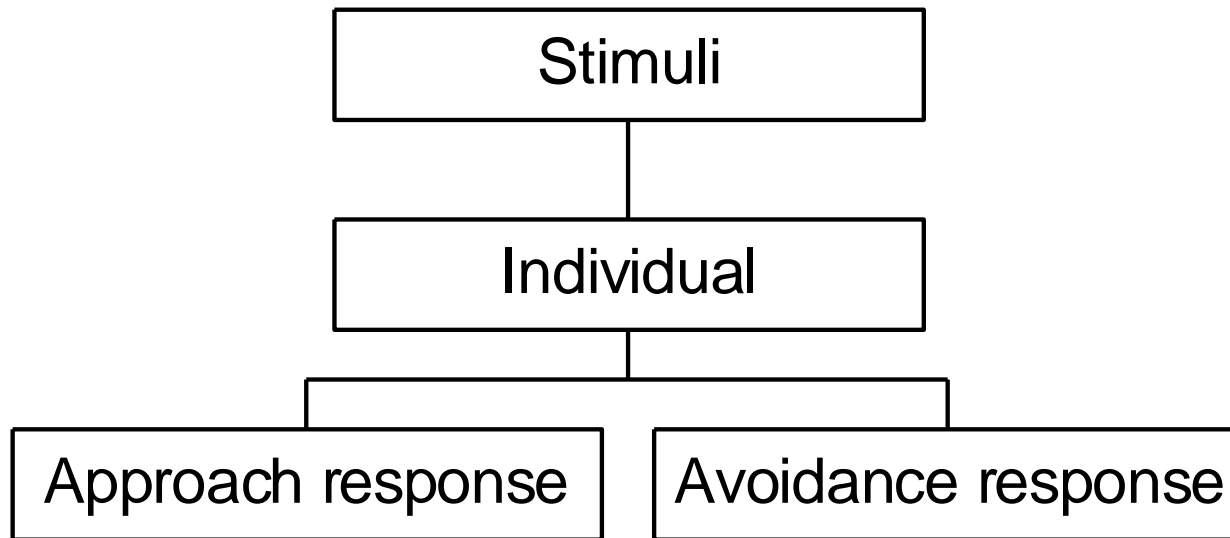 Stimuli
Individual
Approach response
Avoidance response